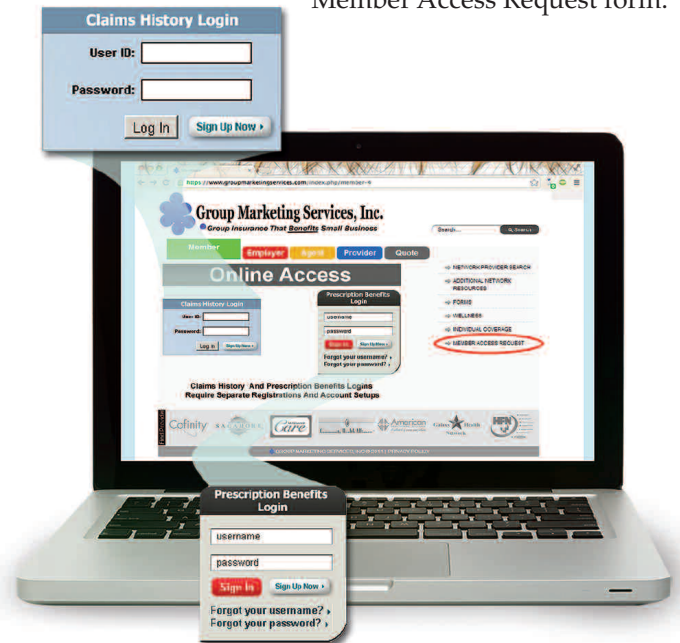 Member Access Request form.
Claims History Login
User ID:
Password:
Log In
Sign Up Now
https://www.groupmarketingservices.com/index.php/member-4
Group Marketing Services, Inc.
Group Insurance That Benefits Small Business
Search...
Search
Member
Employer
Agent
Provider
Quote
Online Access
NETWORK PROVIDER SEARCH
ADDITIONAL NETWORK
RESOURCES
FORMS
WELLNESS
INDIVIDUAL COVERAGE
MEMBER ACCESS REQUEST
Claims History Login
User ID:
Password:
Log In
Sign Up Now
Prescription Benefits
Login
username
password
Sign In
Sign Up Now
Forgot your username?
Forgot your password?
Claims History And Prescription Benefits Logins
Require Separate Registrations And Account Setups
Cofinity
Care
American
Health
HFN
Prescription Benefits
Login
username
password
Sign In
Sign Up Now
Forgot your username?
Forgot your password?